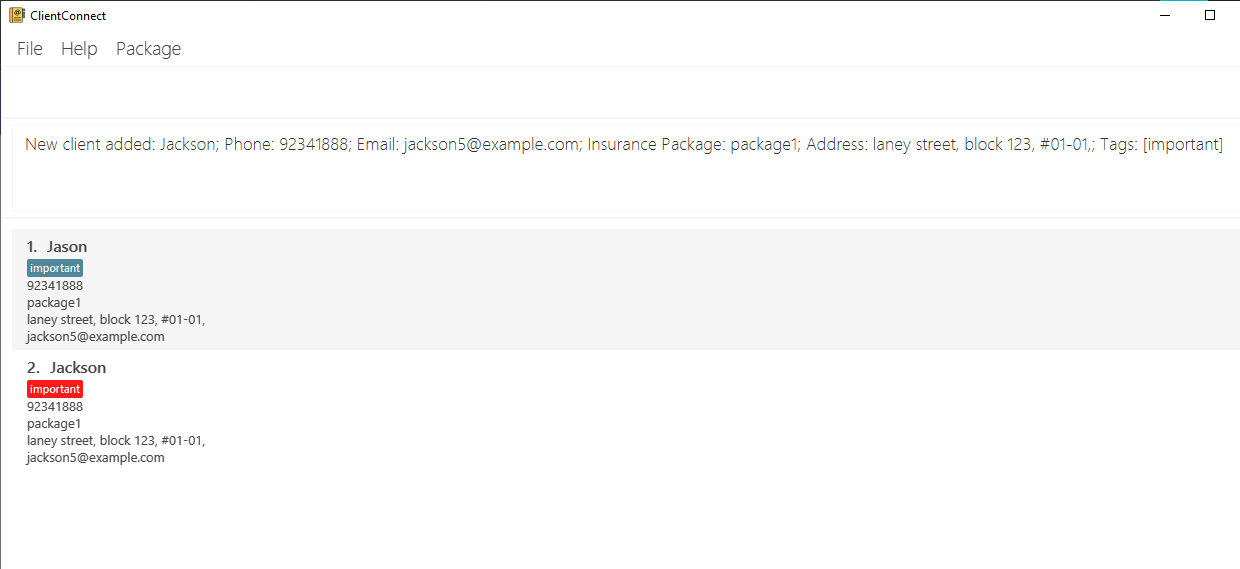 ClientConnect
File Help Package
New client added: Jackson; Phone: 92341888; Email: jackson5@example.com; Insurance Package: package1; Address: laney street, block 123, #01-01,; Tags: [important]
1. Jason
important
92341888
package1
laney street, block 123, #01-01,
jackson5@example.com
2. Jackson
important
92341888
package1
laney street, block 123, #01-01,
jackson5@example.com